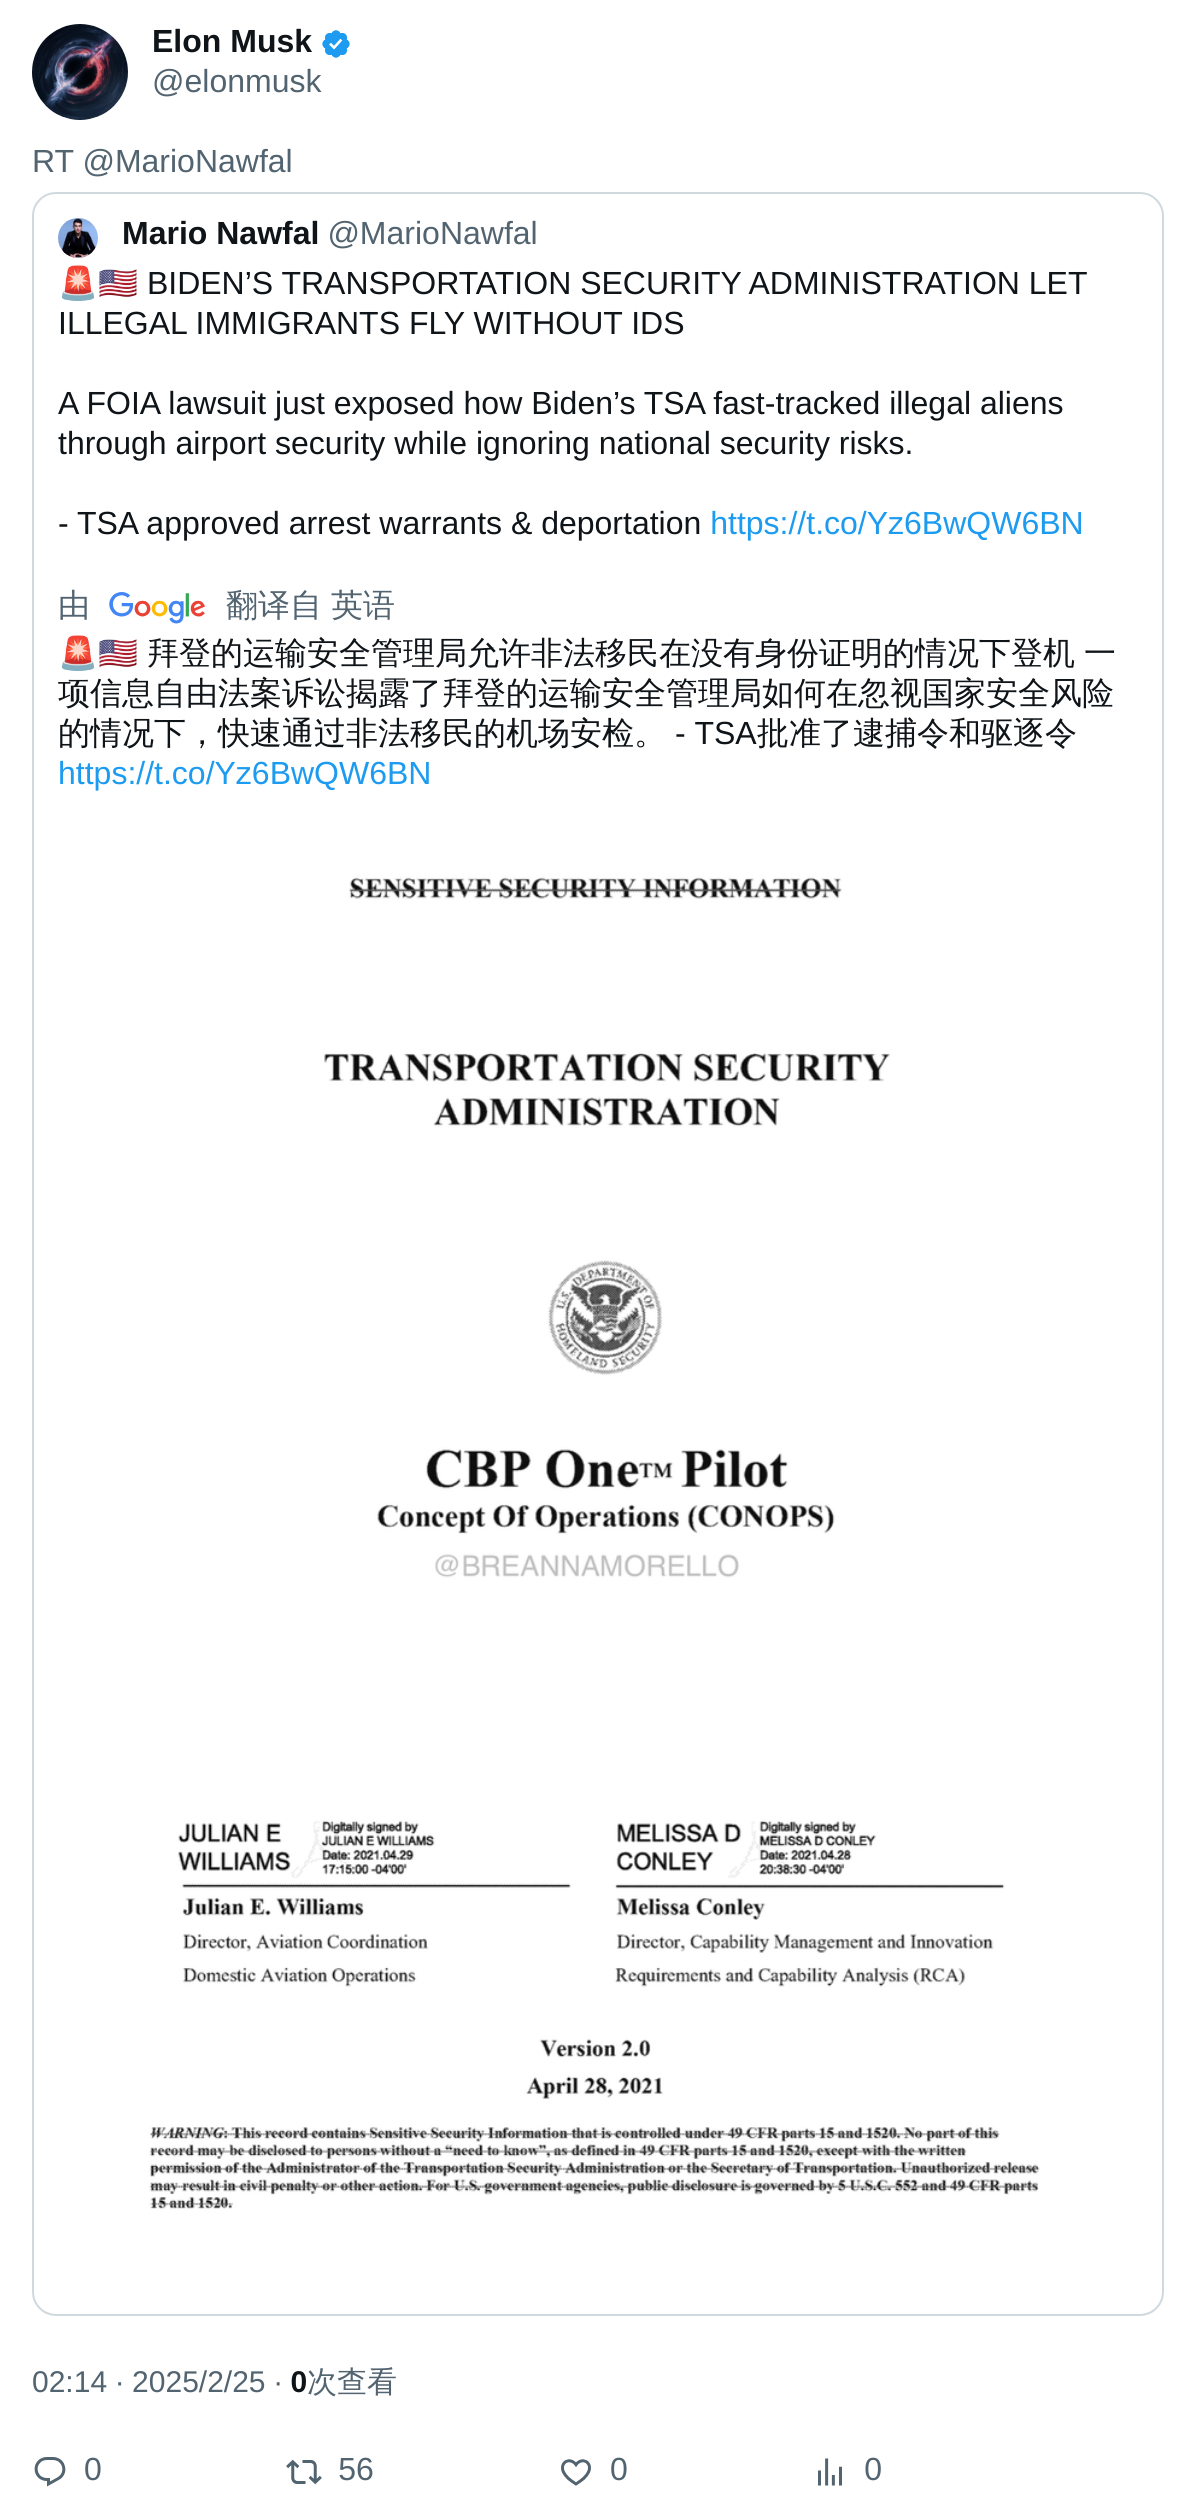 Elon Musk
@elonmusk
RT @MarioNawfal
Mario Nawfal @MarioNawfal
🚨🇺🇸 BIDEN’S TRANSPORTATION SECURITY ADMINISTRATION LET
ILLEGAL IMMIGRANTS FLY WITHOUT IDS
A FOIA lawsuit just exposed how Biden’s TSA fast-tracked illegal aliens
through airport security while ignoring national security risks.
- TSA approved arrest warrants & deportation https://t.co/Yz6BwQW6BN
由 Google 翻译自 英语
🚨🇺🇸 拜登的运输安全管理局允许非法移民在没有身份证明的情况下登机 一
项信息自由法案诉讼揭露了拜登的运输安全管理局如何在忽视国家安全风险
的情况下，快速通过非法移民的机场安检。 - TSA批准了逮捕令和驱逐令
https://t.co/Yz6BwQW6BN
SENSITIVE SECURITY INFORMATION
TRANSPORTATION SECURITY
ADMINISTRATION
U.S. DEPARTMENT OF HOMELAND SECURITY
CBP One™ Pilot
Concept Of Operations (CONOPS)
@BREANNAMORELLO
JULIAN E
WILLIAMS
Digitally signed by
JULIAN E WILLIAMS
Date: 2021.04.29
17:15:00 -04'00'
Julian E. Williams
Director, Aviation Coordination
Domestic Aviation Operations
MELISSA D
CONLEY
Digitally signed by
MELISSA D CONLEY
Date: 2021.04.28
20:38:30 -04'00'
Melissa Conley
Director, Capability Management and Innovation
Requirements and Capability Analysis (RCA)
Version 2.0
April 28, 2021
WARNING: This record contains Sensitive Security Information that is controlled under 49 CFR parts 15 and 1520. No part of this
record may be disclosed to persons without a “need to know”, as defined in 49 CFR parts 15 and 1520, except with the written
permission of the Administrator of the Transportation Security Administration or the Secretary of Transportation. Unauthorized release
may result in civil penalty or other action. For U.S. government agencies, public disclosure is governed by 5 U.S.C. 552 and 49 CFR parts
15 and 1520.
02:14 · 2025/2/25 · 0次查看
0 56 0 0